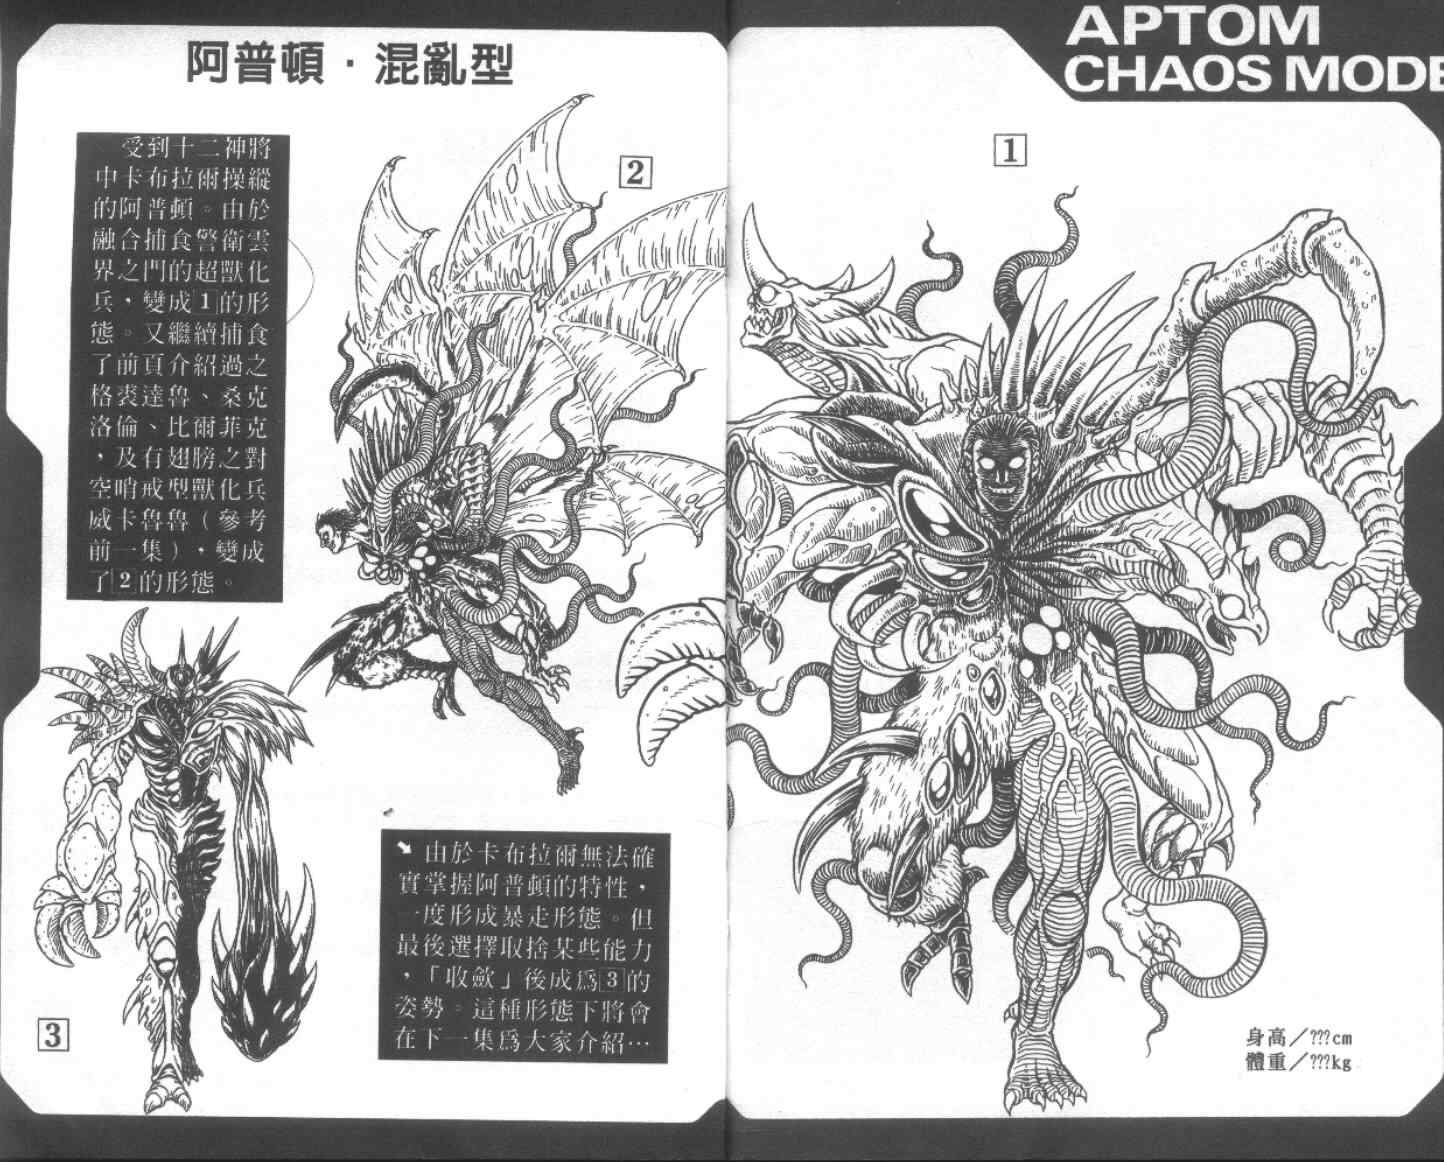 阿普頓·混亂型
受到十二神將
中卡布拉爾操縱
的阿普頓。由於
融合捕食警衛雲
界之門的超獸化
兵，變成1的形
態。又繼續捕食
了前頁介紹過之
格裘達魯、桑克
洛倫、比爾菲克
，及有翅膀之對
空哨戒型獸化兵
威卡魯魯（參考
前一集），變成
了2的形態。
2
3
由於卡布拉爾無法確
實掌握阿普頓的特性，
一度形成暴走形態。但
最後選擇取捨某些能力
，「收歛」後成爲3的
姿勢。這種形態下將會
在下一集爲大家介紹…
APTOM
CHAOS MODE
1
身高／???cm
體重／???kg